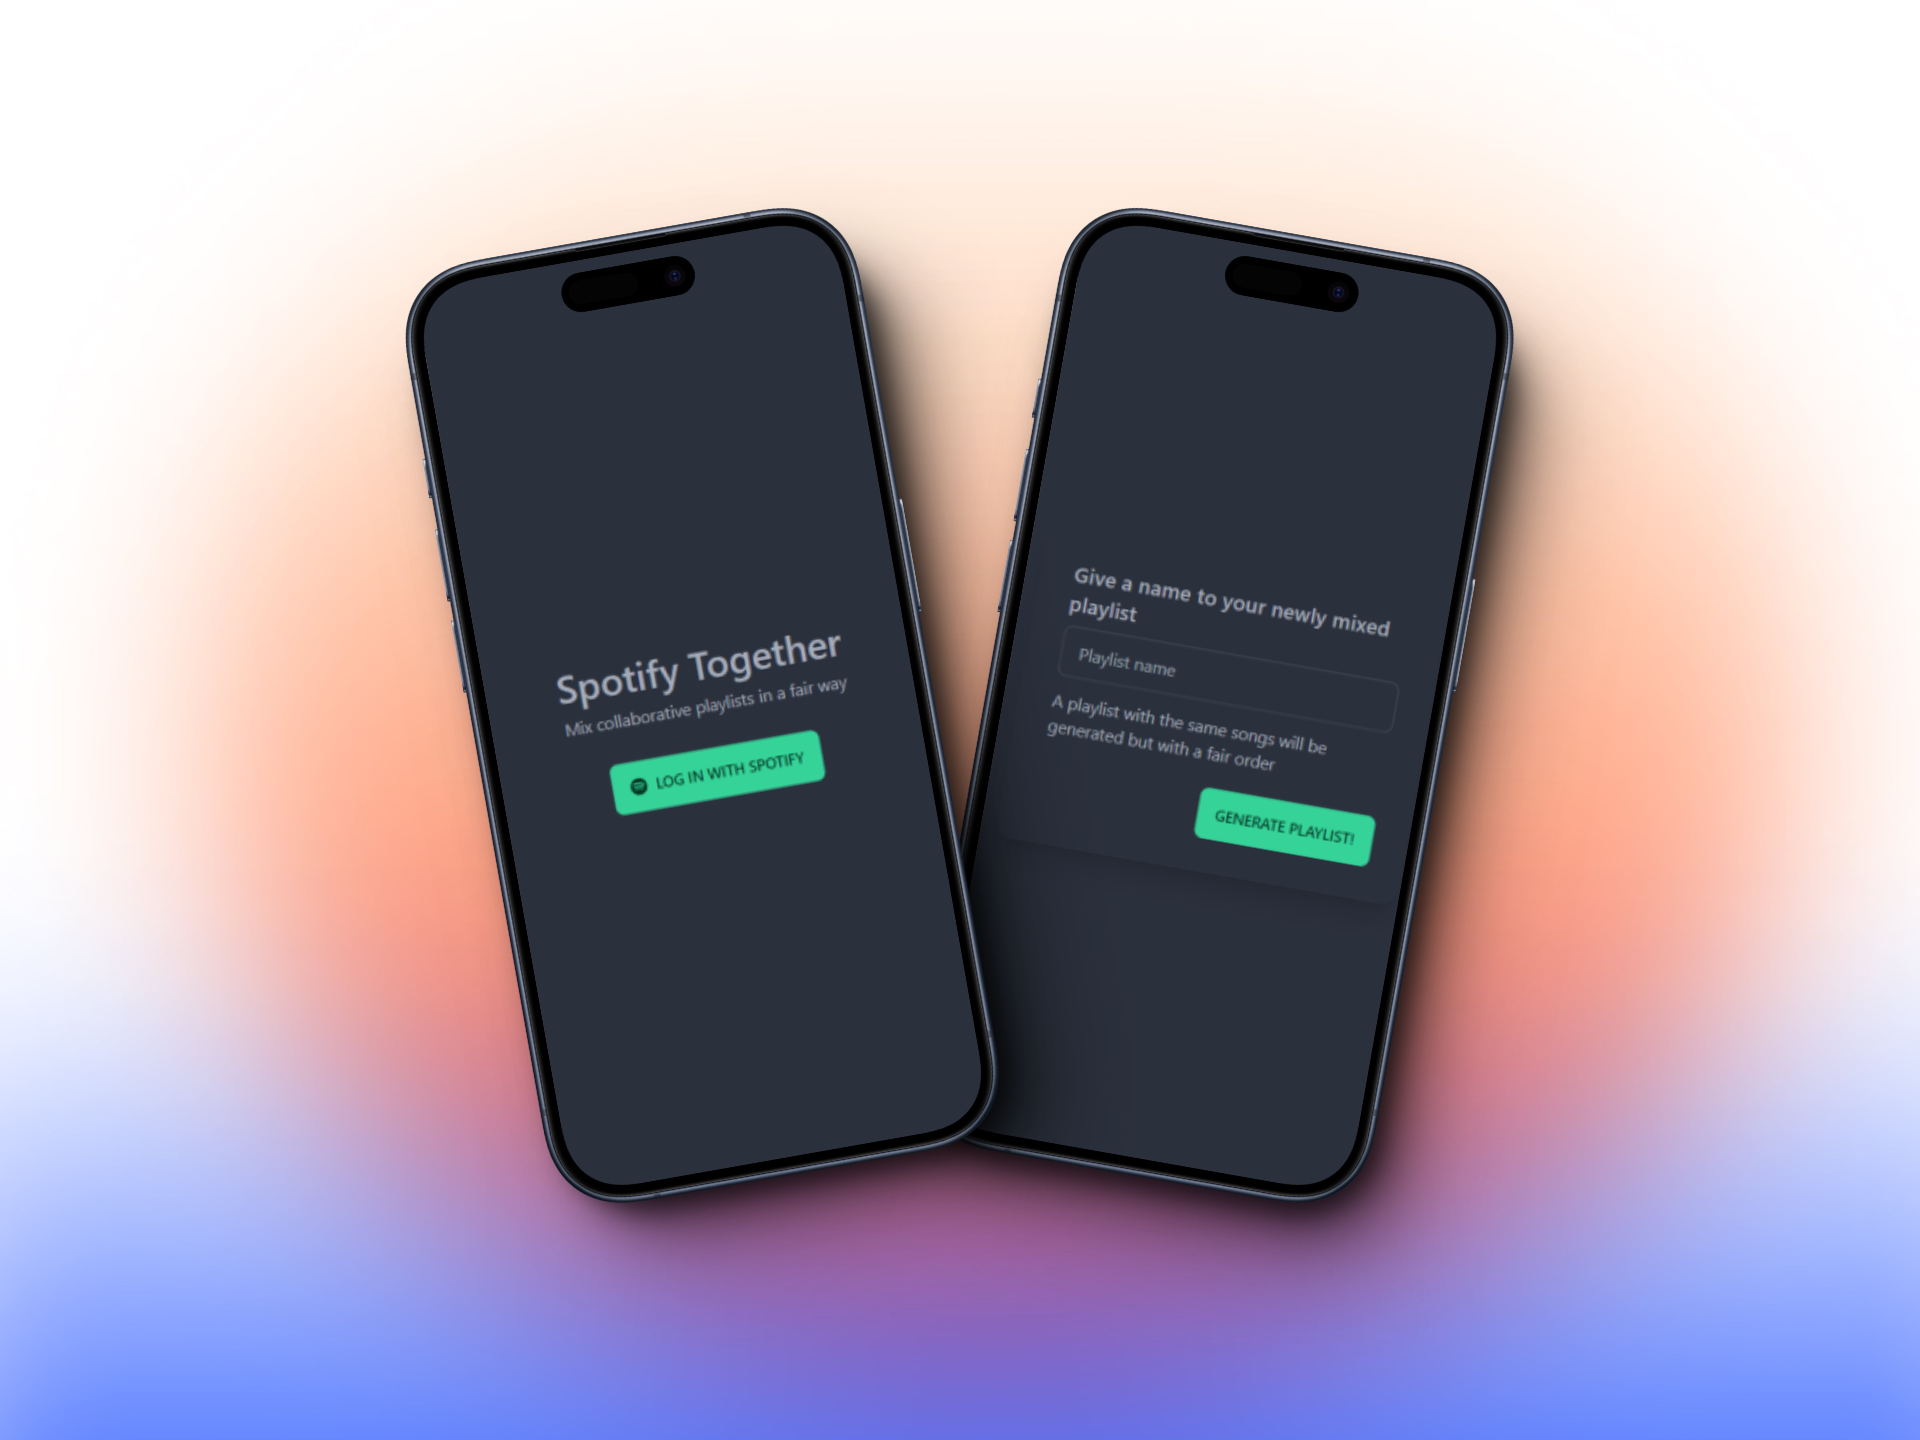 Spotify Together
Mix collaborative playlists in a fair way
LOG IN WITH SPOTIFY
Give a name to your newly mixed
playlist
Playlist name
A playlist with the same songs will be
generated but with a fair order
GENERATE PLAYLIST!